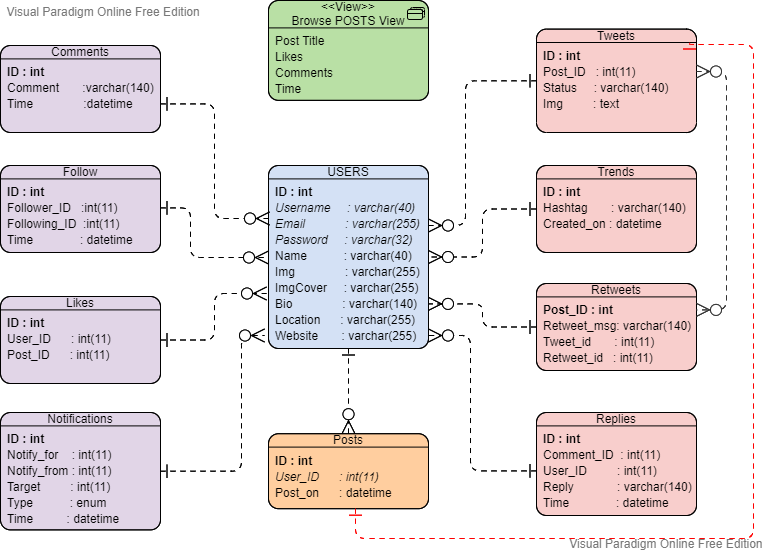 Visual Paradigm Online Free Edition
<<View>>
Browse POSTS View
Post Title
Likes
Comments
Time
Comments
ID : int
Comment :varchar(140)
Time :datetime
Follow
ID : int
Follower_ID :int(11)
Following_ID :int(11)
Time : datetime
Likes
ID : int
User_ID : int(11)
Post_ID : int(11)
Notifications
ID : int
Notify_for : int(11)
Notify_from : int(11)
Target : int(11)
Type : enum
Time : datetime
USERS
ID : int
Username : varchar(40)
Email : varchar(255)
Password : varchar(32)
Name : varchar(40)
Img : varchar(255)
ImgCover : varchar(255)
Bio : varchar(140)
Location : varchar(255)
Website : varchar(255)
Posts
ID : int
User_ID : int(11)
Post_on : datetime
Tweets
ID : int
Post_ID : int(11)
Status : varchar(140)
Img : text
Trends
ID : int
Hashtag : varchar(140)
Created_on : datetime
Retweets
Post_ID : int
Retweet_msg: varchar(140)
Tweet_id : int(11)
Retweet_id : int(11)
Replies
ID : int
Comment_ID : int(11)
User_ID : int(11)
Reply : varchar(140)
Time : datetime
Visual Paradigm Online Free Edition